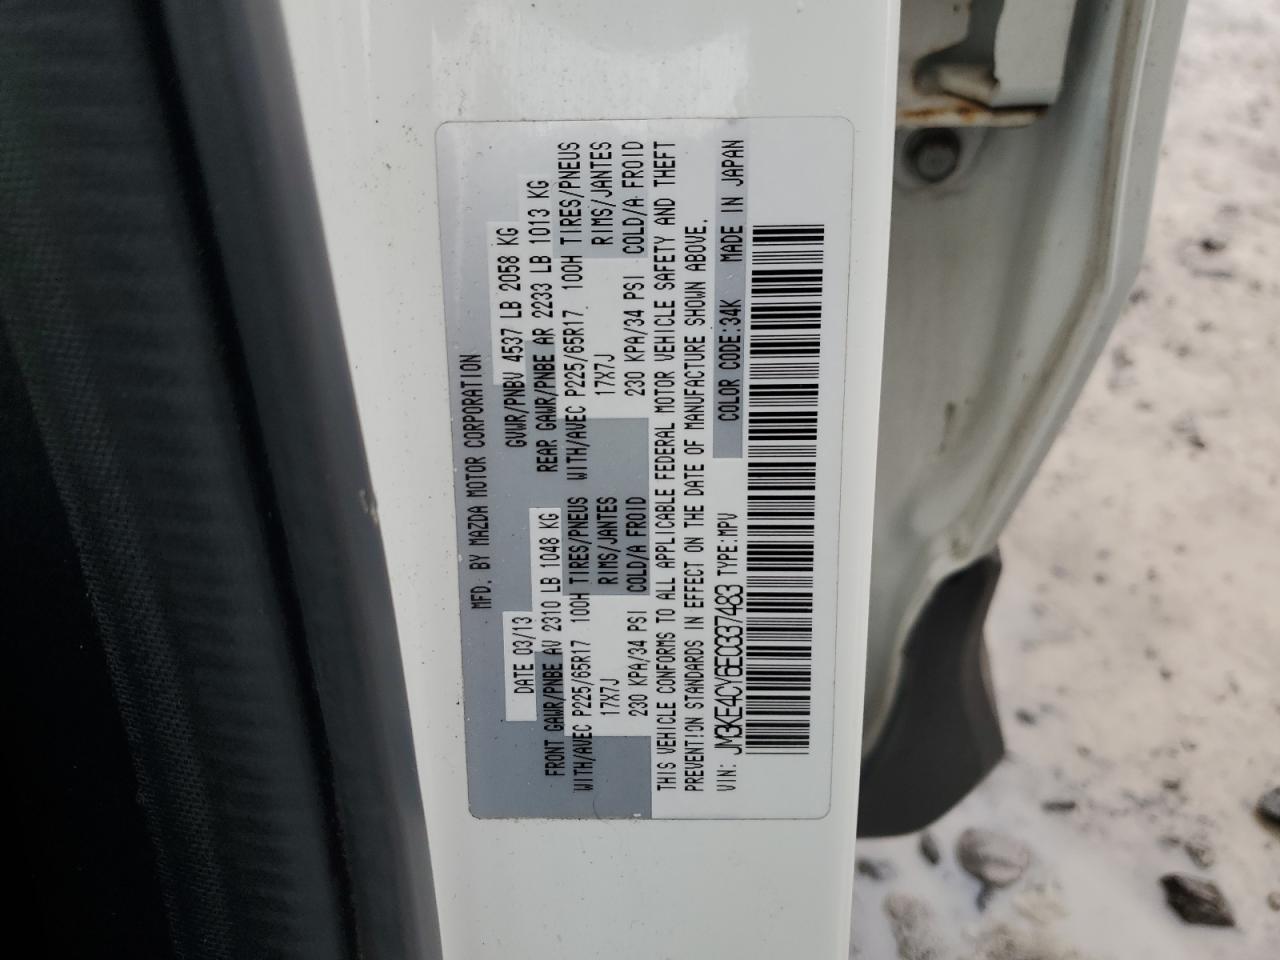 MFD. BY MAZDA MOTOR CORPORATION
DATE 03/13 GVWR/PNBV 4537 LB 2058 KG
FRONT GAWR/PNBE AV 2310 LB 1048 KG REAR GAWR/PNBE AR 2233 LB 1013 KG
WITH/AVEC P225/65R17 100H TIRES/PNEUS WITH/AVEC P225/65R17 100H TIRES/PNEUS
17X7J RIMS/JANTES 17X7J RIMS/JANTES
230 KPA/34 PSI COLD/A FROID 230 KPA/34 PSI COLD/A FROID
THIS VEHICLE CONFORMS TO ALL APPLICABLE FEDERAL MOTOR VEHICLE SAFETY AND THEFT
PREVENTION STANDARDS IN EFFECT ON THE DATE OF MANUFACTURE SHOWN ABOVE.
VIN: JM3KE4CY6E0337483 TYPE:MPV COLOR CODE:34K MADE IN JAPAN